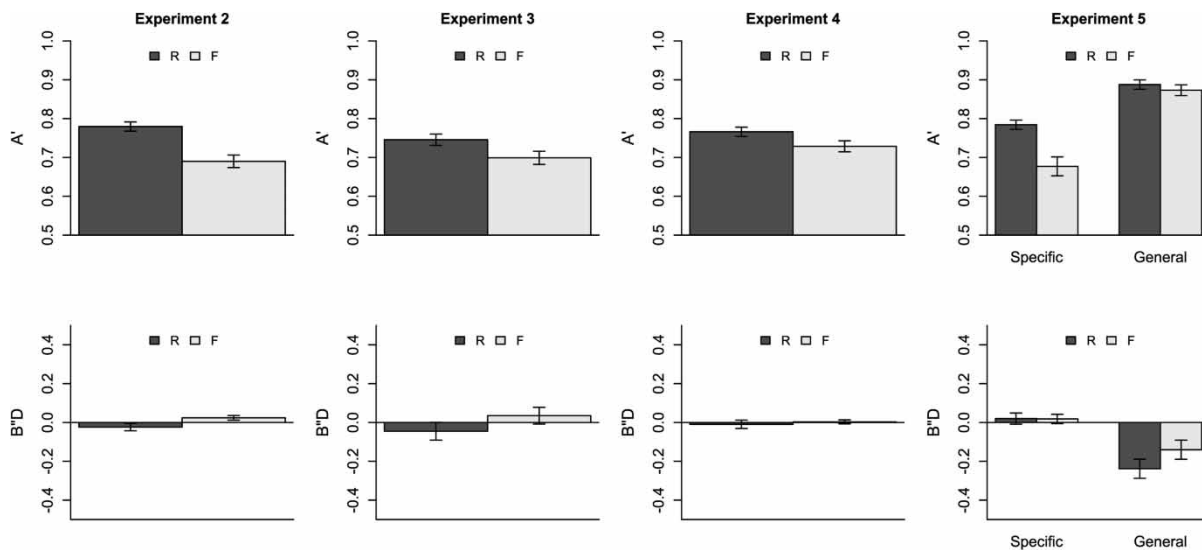 Experiment 2
A'
1.0
0.9
0.8
0.7
0.6
0.5
R F
Experiment 3
A'
1.0
0.9
0.8
0.7
0.6
0.5
R F
Experiment 4
A'
1.0
0.9
0.8
0.7
0.6
0.5
R F
Experiment 5
A'
1.0
0.9
0.8
0.7
0.6
0.5
R F
Specific General
B"D
0.4
0.2
0.0
-0.2
-0.4
R F
B"D
0.4
0.2
0.0
-0.2
-0.4
R F
B"D
0.4
0.2
0.0
-0.2
-0.4
R F
B"D
0.4
0.2
0.0
-0.2
-0.4
R F
Specific General